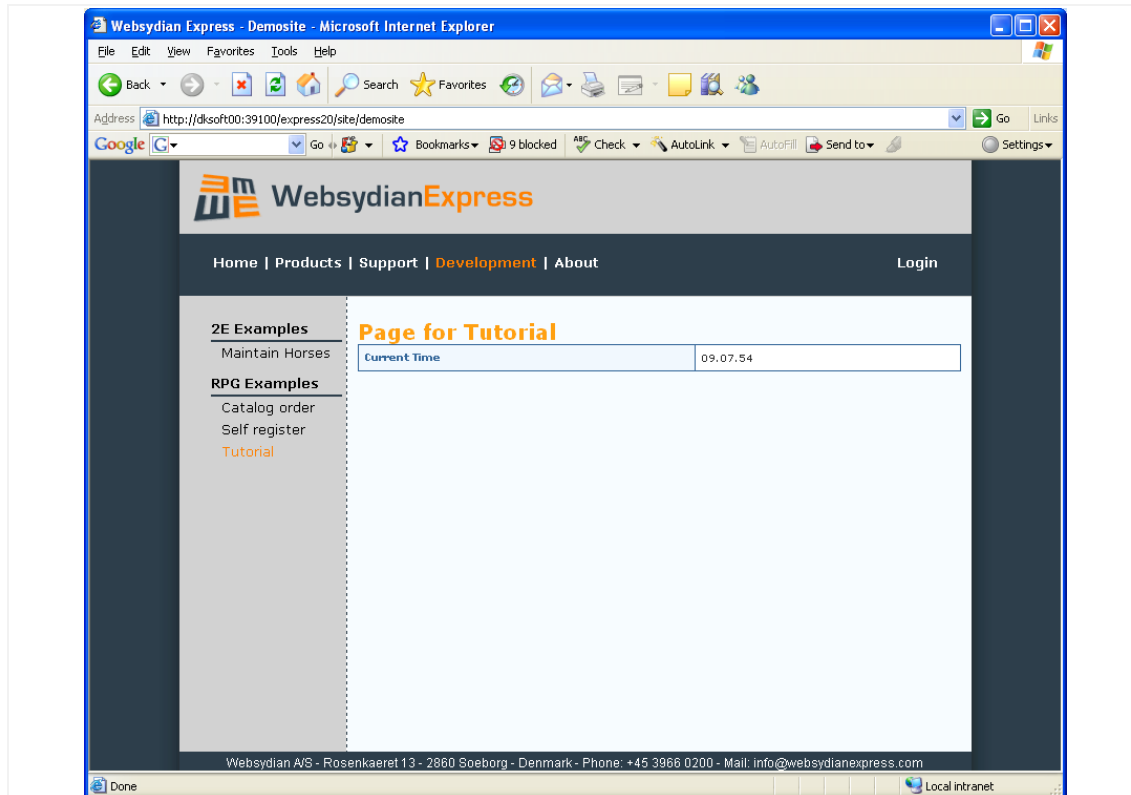 Websydian Express - Demosite - Microsoft Internet Explorer
File Edit View Favorites Tools Help
Back Search Favorites
Address http://dksoft00:39100/express20/site/demosite Go Links
Google G Go Bookmarks 9 blocked ABC Check AutoLink AutoFill Send to Settings
WebsydianExpress
Home | Products | Support | Development | About Login
2E Examples
Maintain Horses
RPG Examples
Catalog order
Self register
Tutorial
Page for Tutorial
Current Time 09.07.54
Websydian A/S - Rosenkaeret 13 - 2860 Soeborg - Denmark - Phone: +45 3966 0200 - Mail: info@websydianexpress.com
Done Local intranet